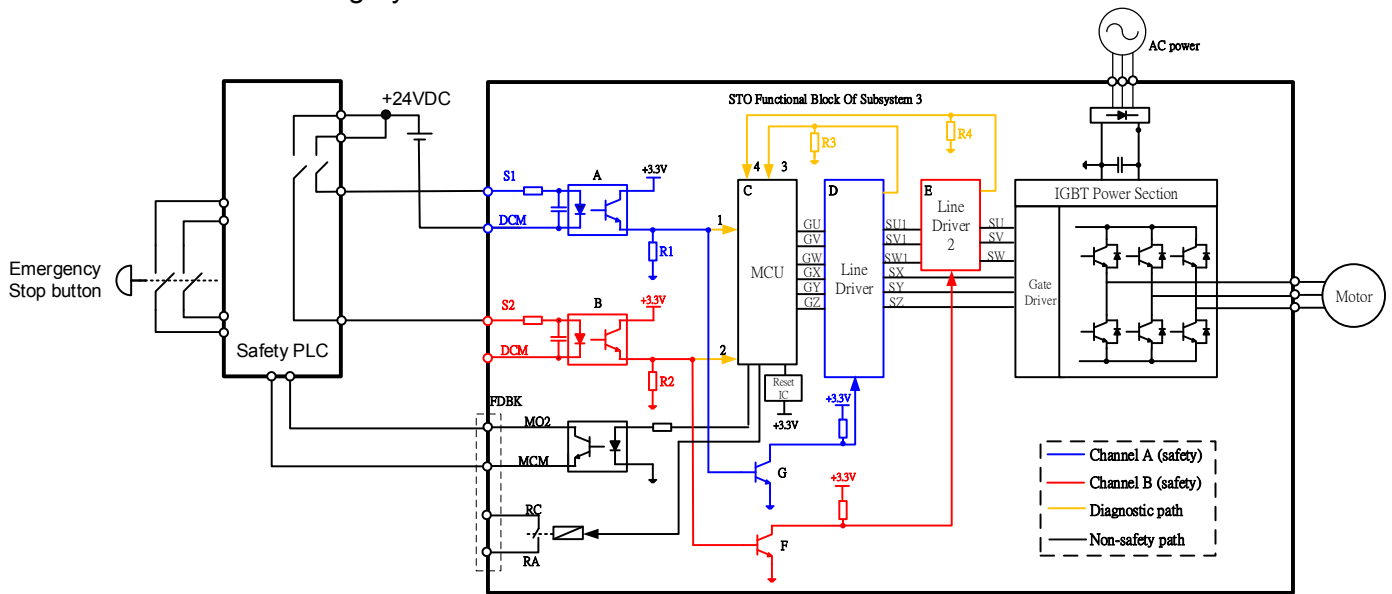 AC power
+24VDC
STO Functional Block Of Subsystem 3
R4
R3
S1
A
+3.3V
4
3
C
D
E
IGBT Power Section
Line
Driver
2
DCM
1
GU
GV
GW
GX
GY
GZ
SU1
SV1
SW1
SX
SY
SZ
SU
SV
SW
R1
MCU
Line
Driver
Emergency
Stop button
Gate
Driver
Motor
S2
B
+3.3V
Safety PLC
DCM
2
R2
Reset
IC
+3.3V
+3.3V
FDBK
MO2
MCM
G
+3.3V
RC
RA
F
Channel A (safety)
Channel B (safety)
Diagnostic path
Non-safety path